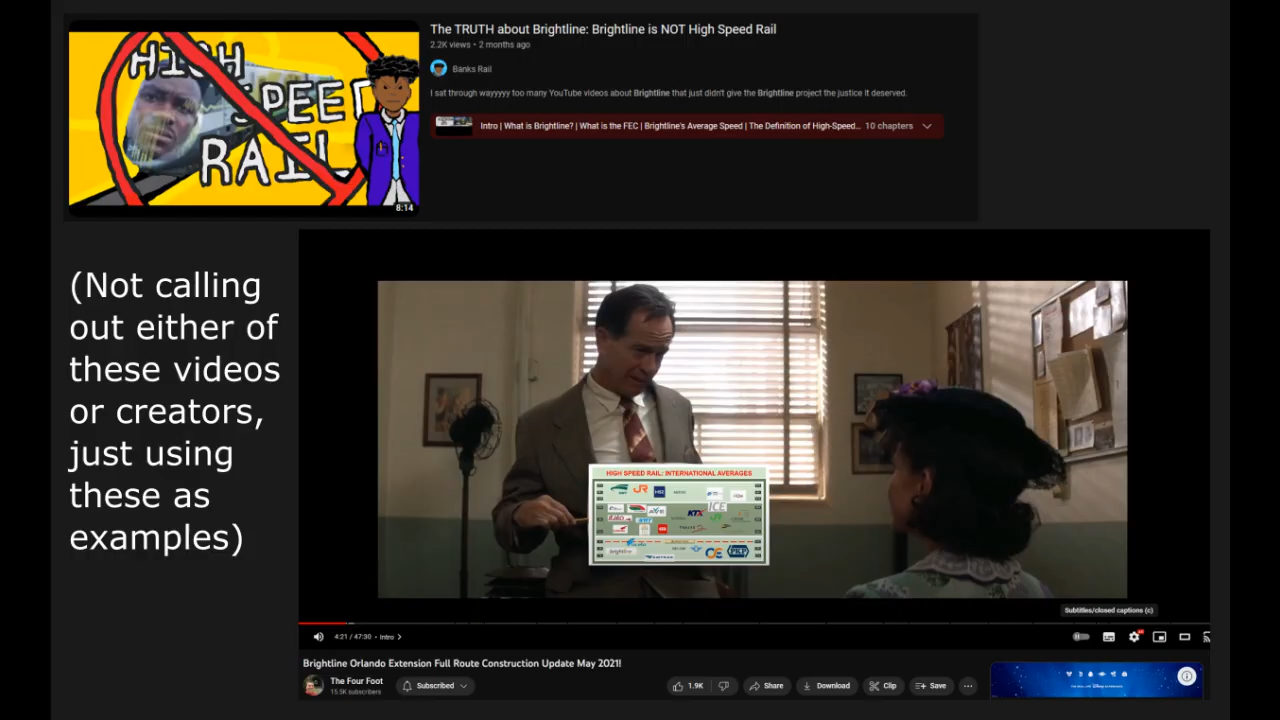 HIGH
SPEED
RAIL
8:14
The TRUTH about Brightline: Brightline is NOT High Speed Rail
2.2K views • 2 months ago
Banks Rail
I sat through wayyyyy too many YouTube videos about Brightline that just didn't give the Brightline project the justice it deserved.
Intro | What is Brightline? | What is the FEC | Brightline's Average Speed | The Definition of High-Speed... 10 chapters
(Not calling
out either of
these videos
or creators,
just using
these as
examples)
HIGH SPEED RAIL: INTERNATIONAL AVERAGES
JR
ICE
KTX
brightline
Subtitles/closed captions (c)
4:21 / 47:30 • Intro
Brightline Orlando Extension Full Route Construction Update May 2021!
The Four Foot
15.5K subscribers
Subscribed
1.9K
Share
Download
Clip
Save